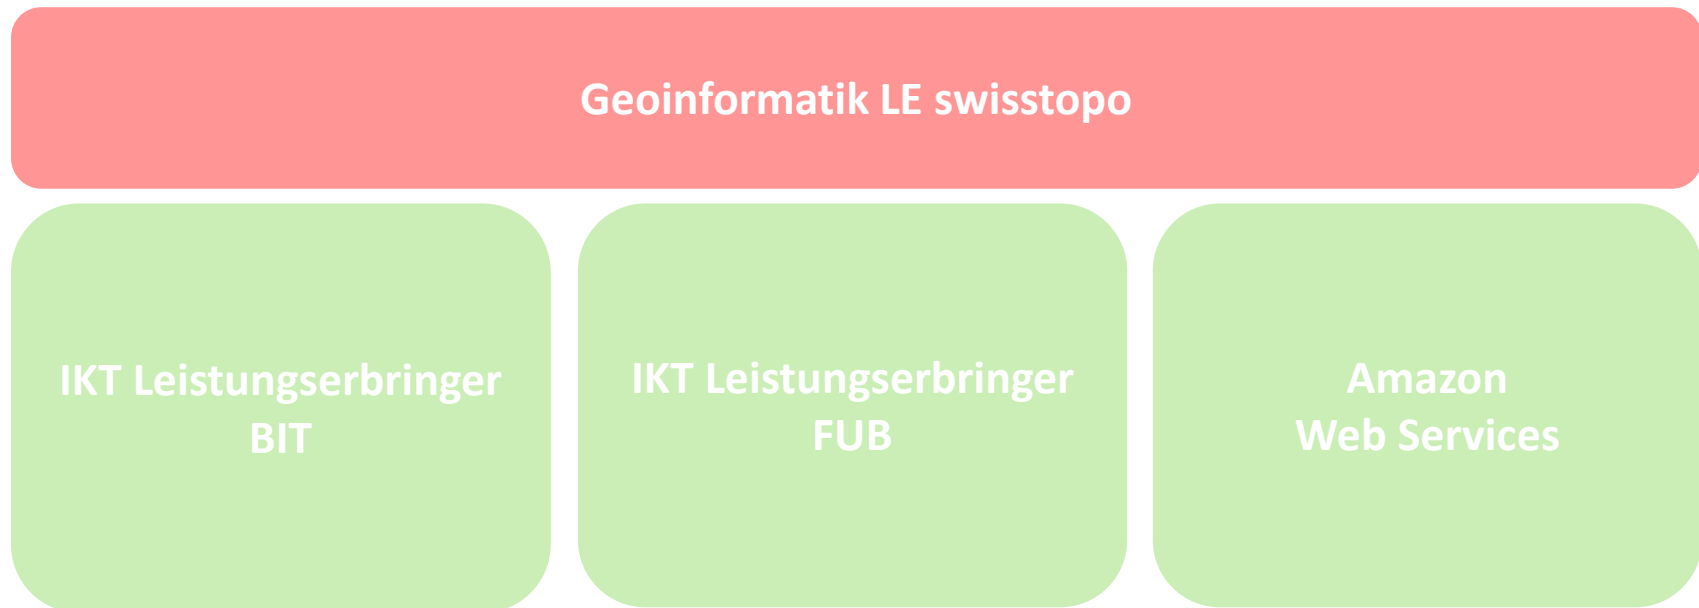 Geoinformatik LE swisstopo
IKT Leistungserbringer
BIT
IKT Leistungserbringer
FUB
Amazon
Web Services